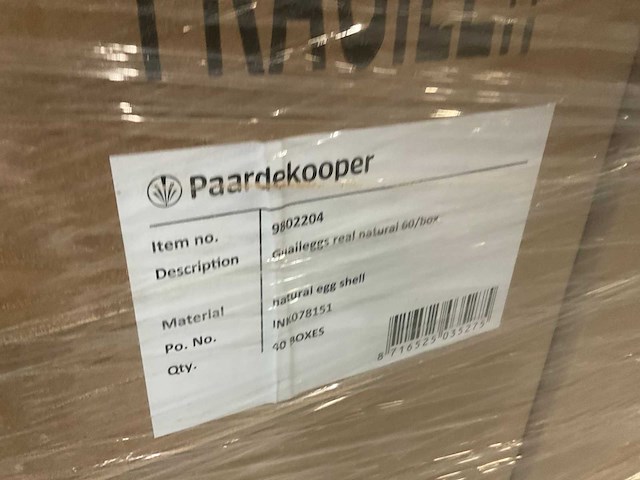 FRAGILE!!
Paardekooper
Item no. 9802204
Description Quaileggs real natural 60/box
Material natural egg shell
Po. No. INK078151
Qty. 40 BOXES
8 716525 035275